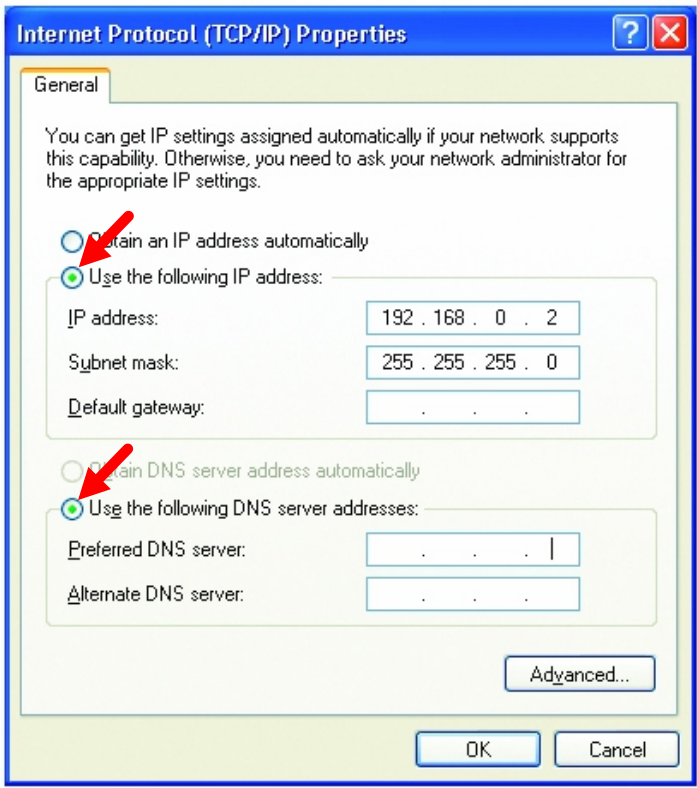 Internet Protocol (TCP/IP) Properties
General
You can get IP settings assigned automatically if your network supports
this capability. Otherwise, you need to ask your network administrator for
the appropriate IP settings.
Obtain an IP address automatically
Use the following IP address:
IP address: 192 . 168 . 0 . 2
Subnet mask: 255 . 255 . 255 . 0
Default gateway: . . .
Obtain DNS server address automatically
Use the following DNS server addresses:
Preferred DNS server: . . .
Alternate DNS server: . . .
Advanced...
OK Cancel